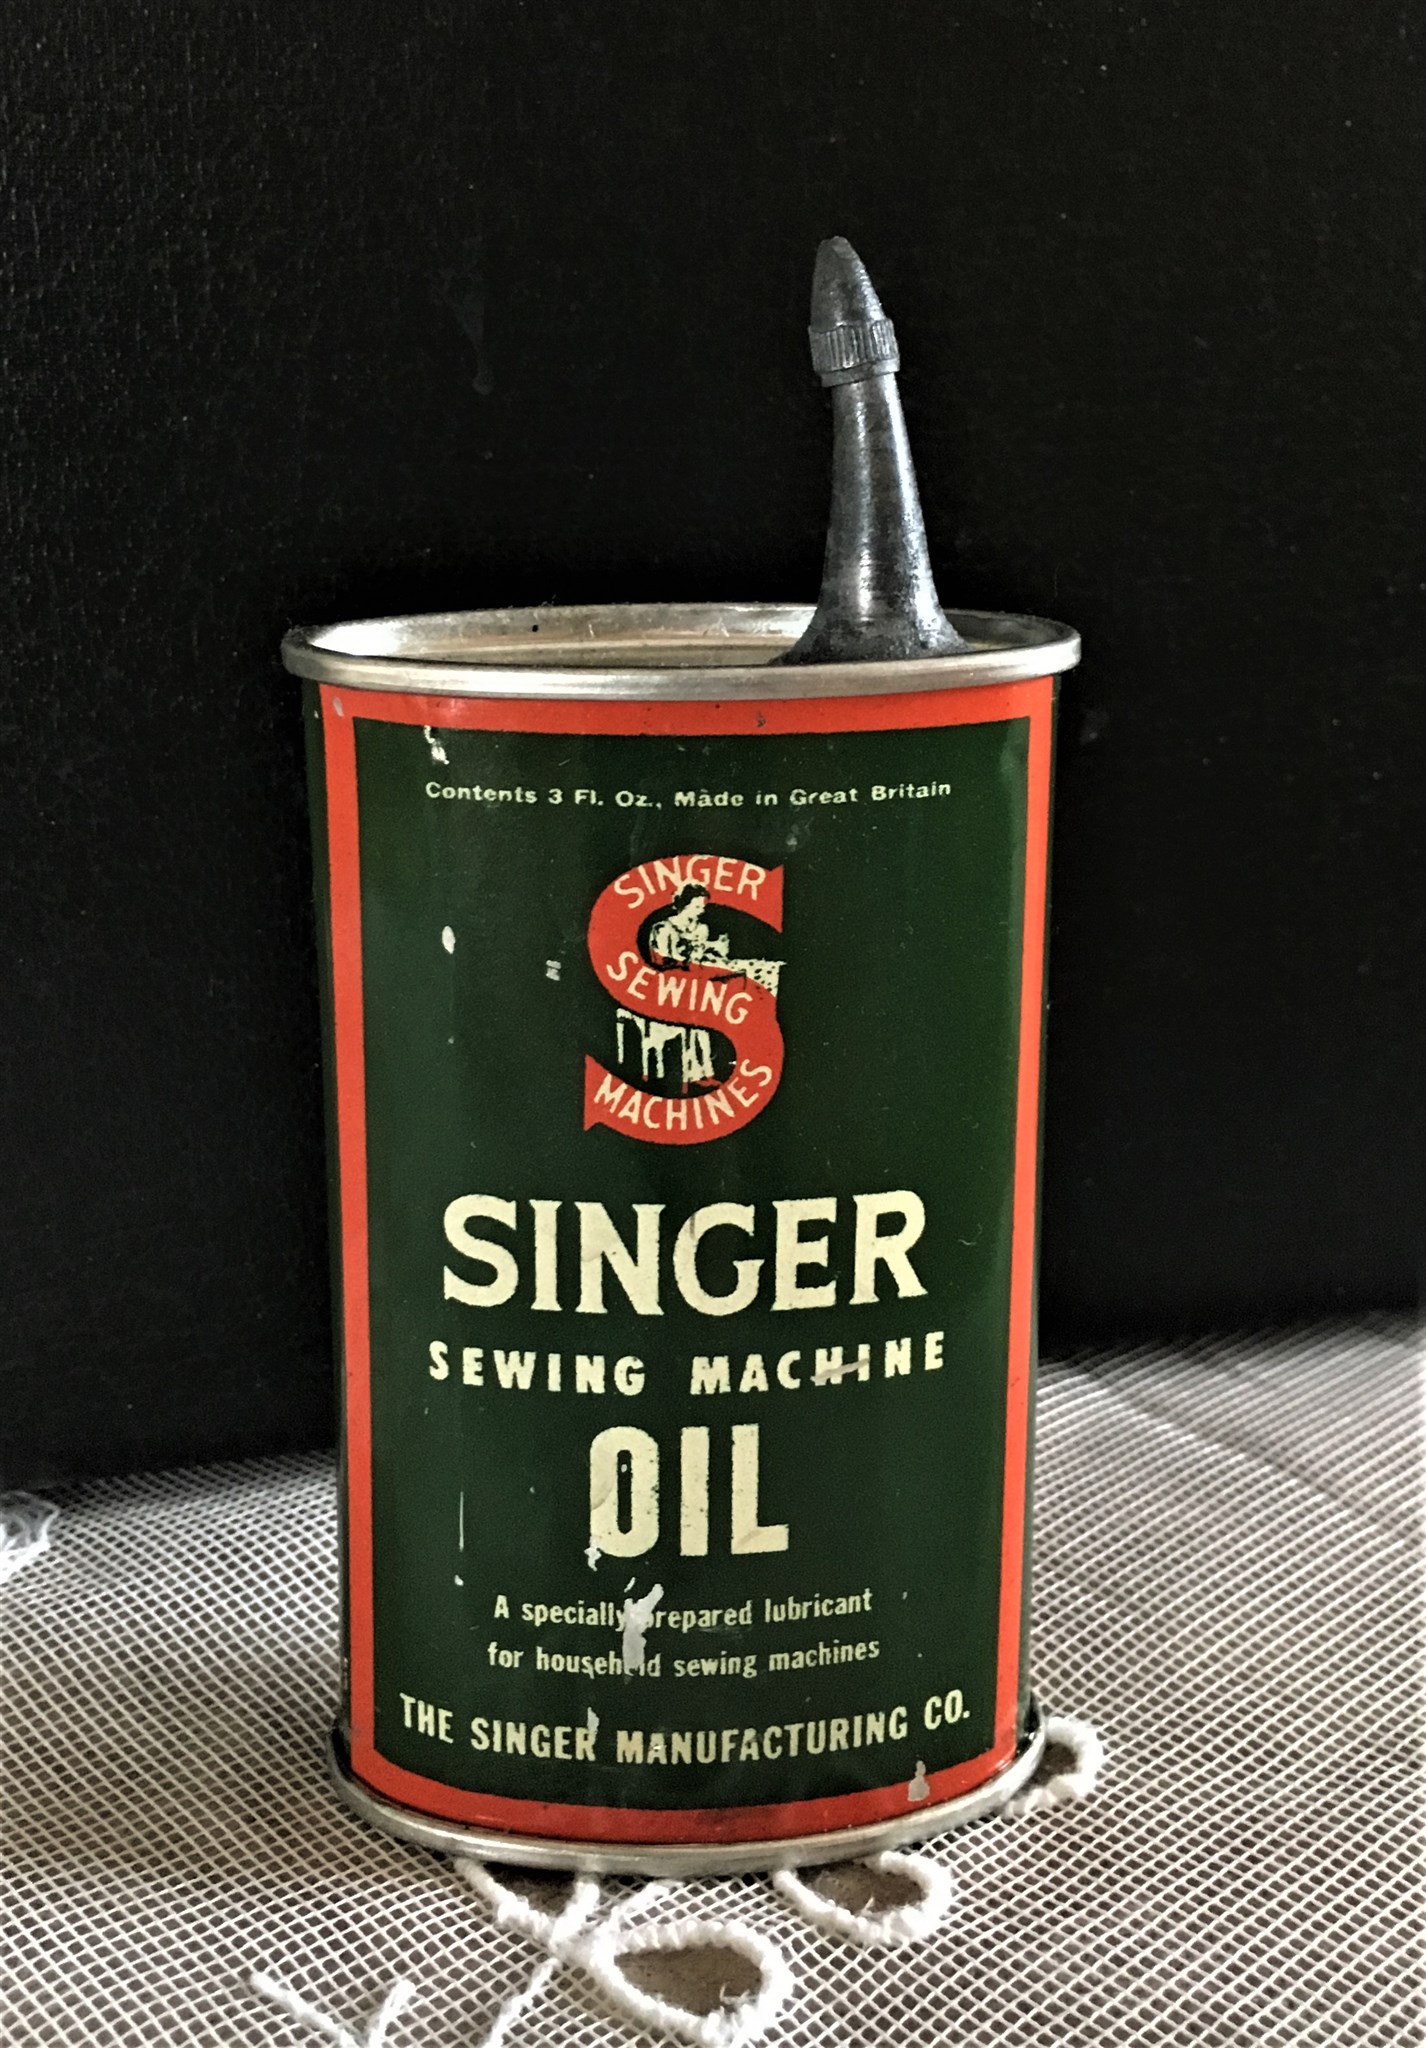 Contents 3 Fl. Oz., Made in Great Britain
SINGER
SEWING
MACHINES
SINGER
SEWING MACHINE
OIL
A specially prepared lubricant
for household sewing machines
THE SINGER MANUFACTURING CO.